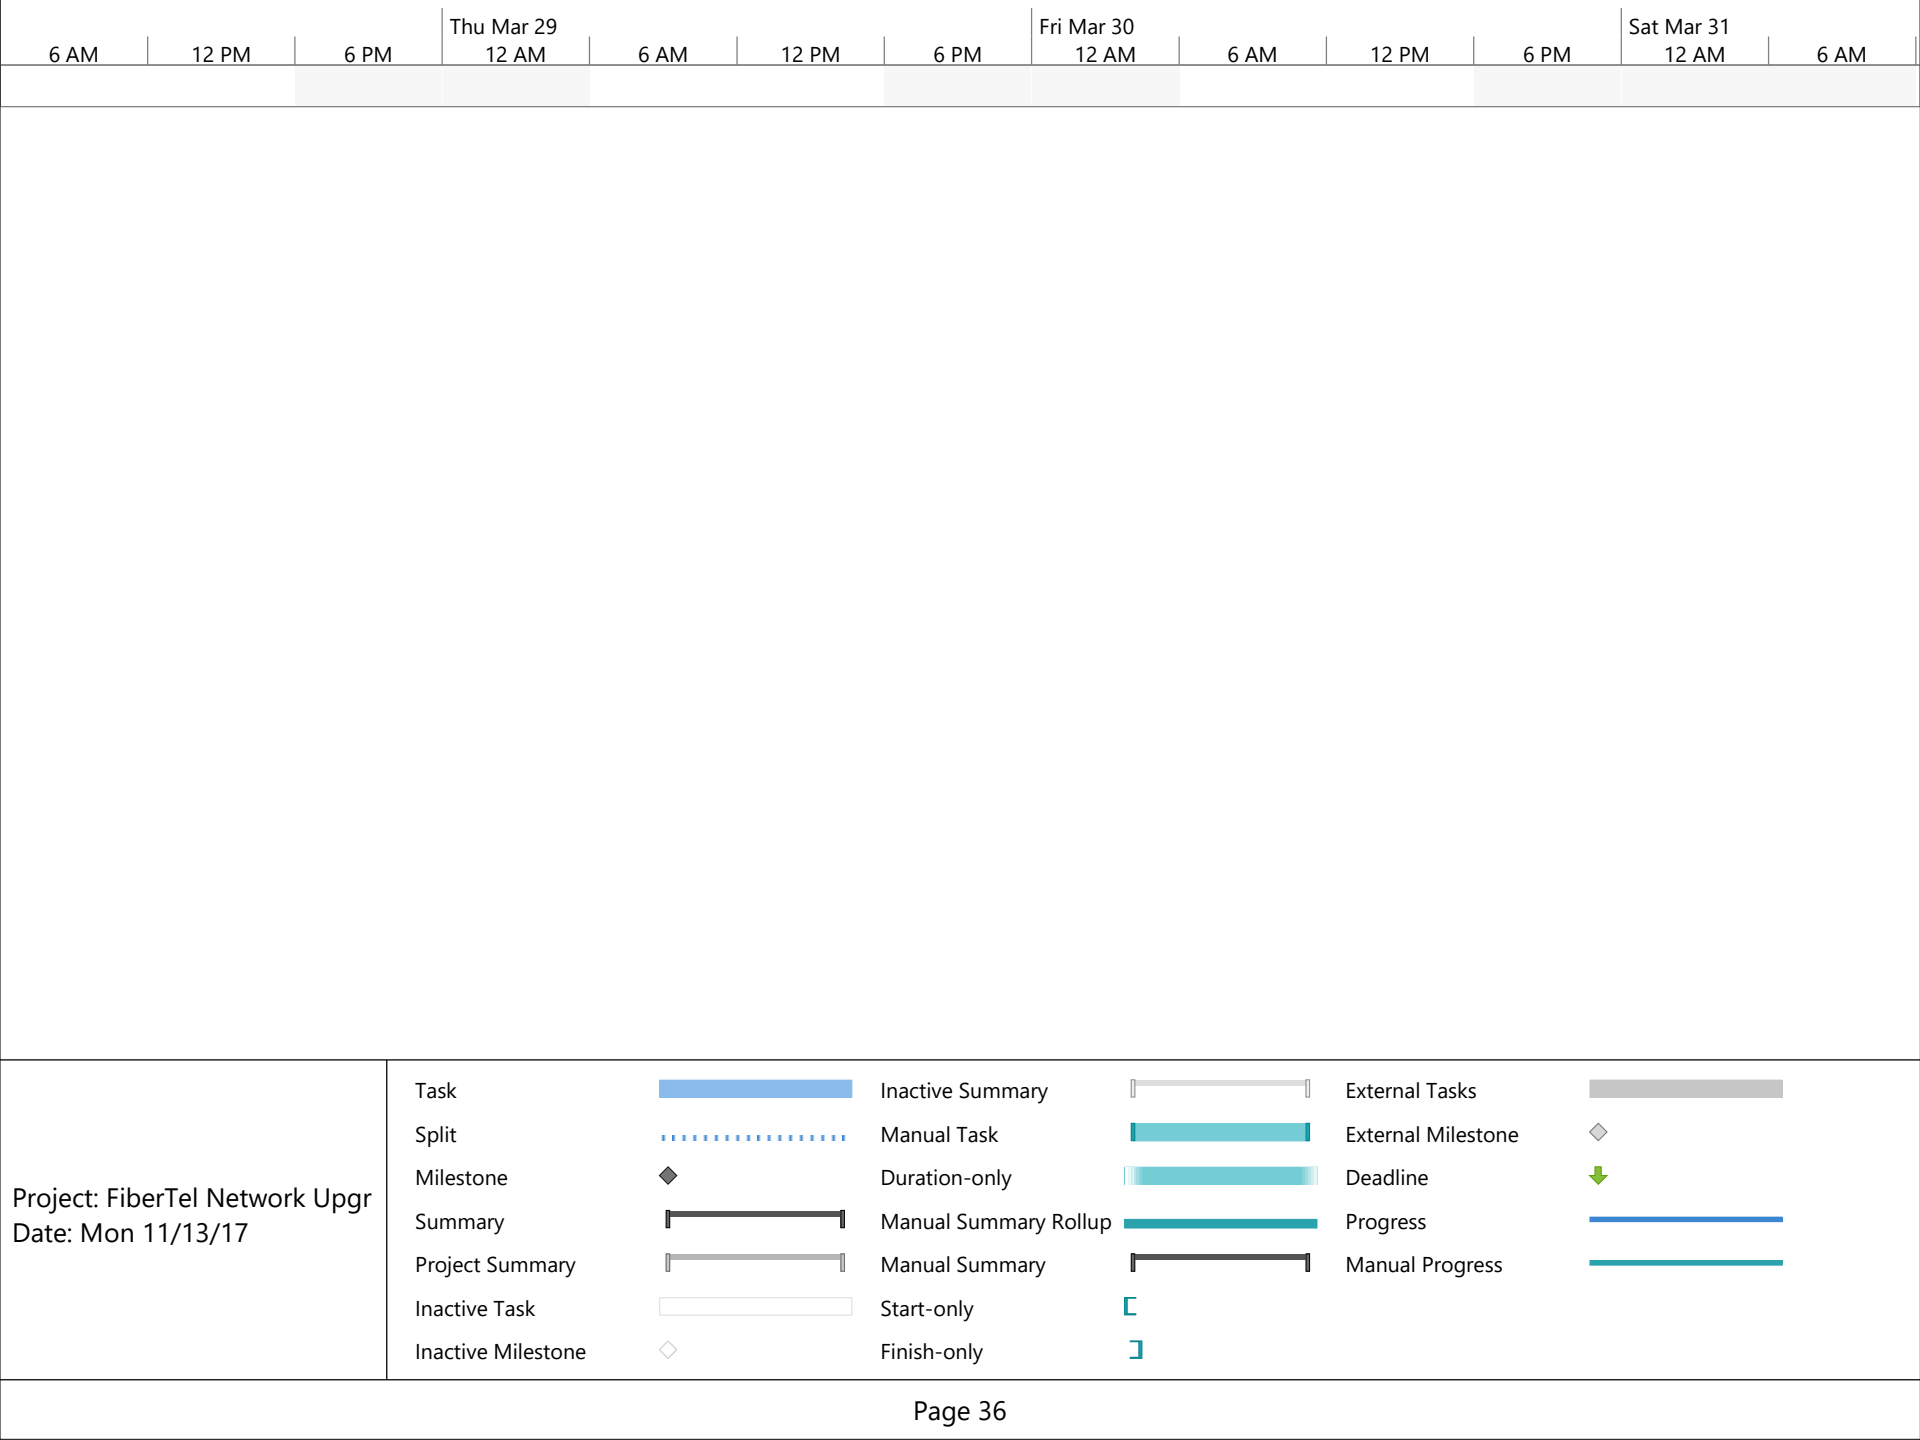 Thu Mar 29 Fri Mar 30 Sat Mar 31
6 AM 12 PM 6 PM 12 AM 6 AM 12 PM 6 PM 12 AM 6 AM 12 PM 6 PM 12 AM 6 AM
Project: FiberTel Network Upgr
Date: Mon 11/13/17
Task
Split
Milestone
Summary
Project Summary
Inactive Task
Inactive Milestone
Inactive Summary
Manual Task
Duration-only
Manual Summary Rollup
Manual Summary
Start-only
Finish-only
External Tasks
External Milestone
Deadline
Progress
Manual Progress
Page 36